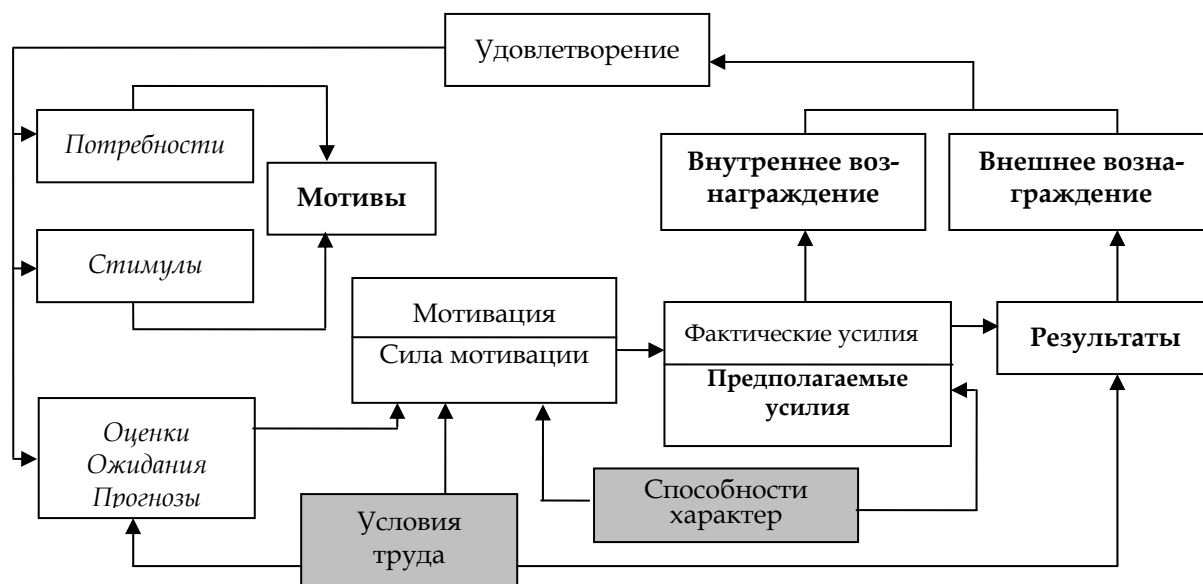 Удовлетворение
Потребности
Мотивы
Стимулы
Внутреннее воз-
награждение
Внешнее возна-
граждение
Мотивация
Сила мотивации
Фактические усилия
Предполагаемые
усилия
Результаты
Оценки
Ожидания
Прогнозы
Условия
труда
Способности
характер